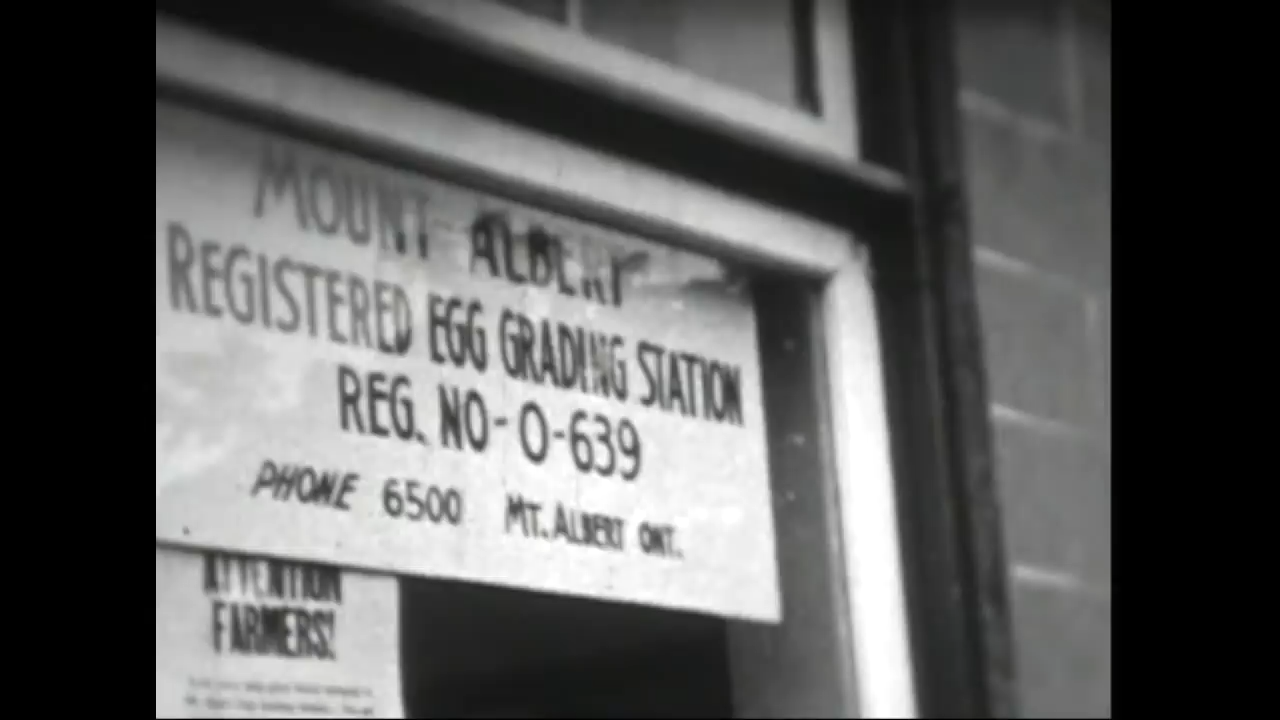 MOUNT ALBERT
REGISTERED EGG GRADING STATION
REG. NO-O-639
PHONE 6500 MT. ALBERT ONT.
ATTENTION
FARMERS!